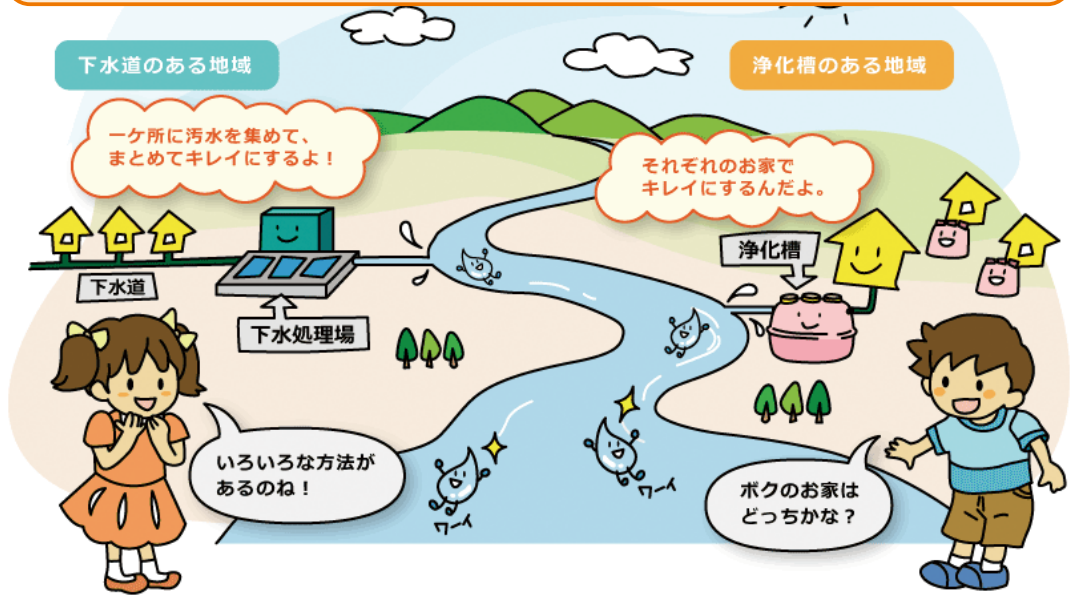 下水道のある地域
浄化槽のある地域
一ケ所に汚水を集めて、
まとめてキレイにするよ！
それぞれのお家で
キレイにするんだよ。
浄化槽
下水道
下水処理場
いろいろな方法が
あるのね！
ワーイ
ワーイ
ボクのお家は
どっちかな？